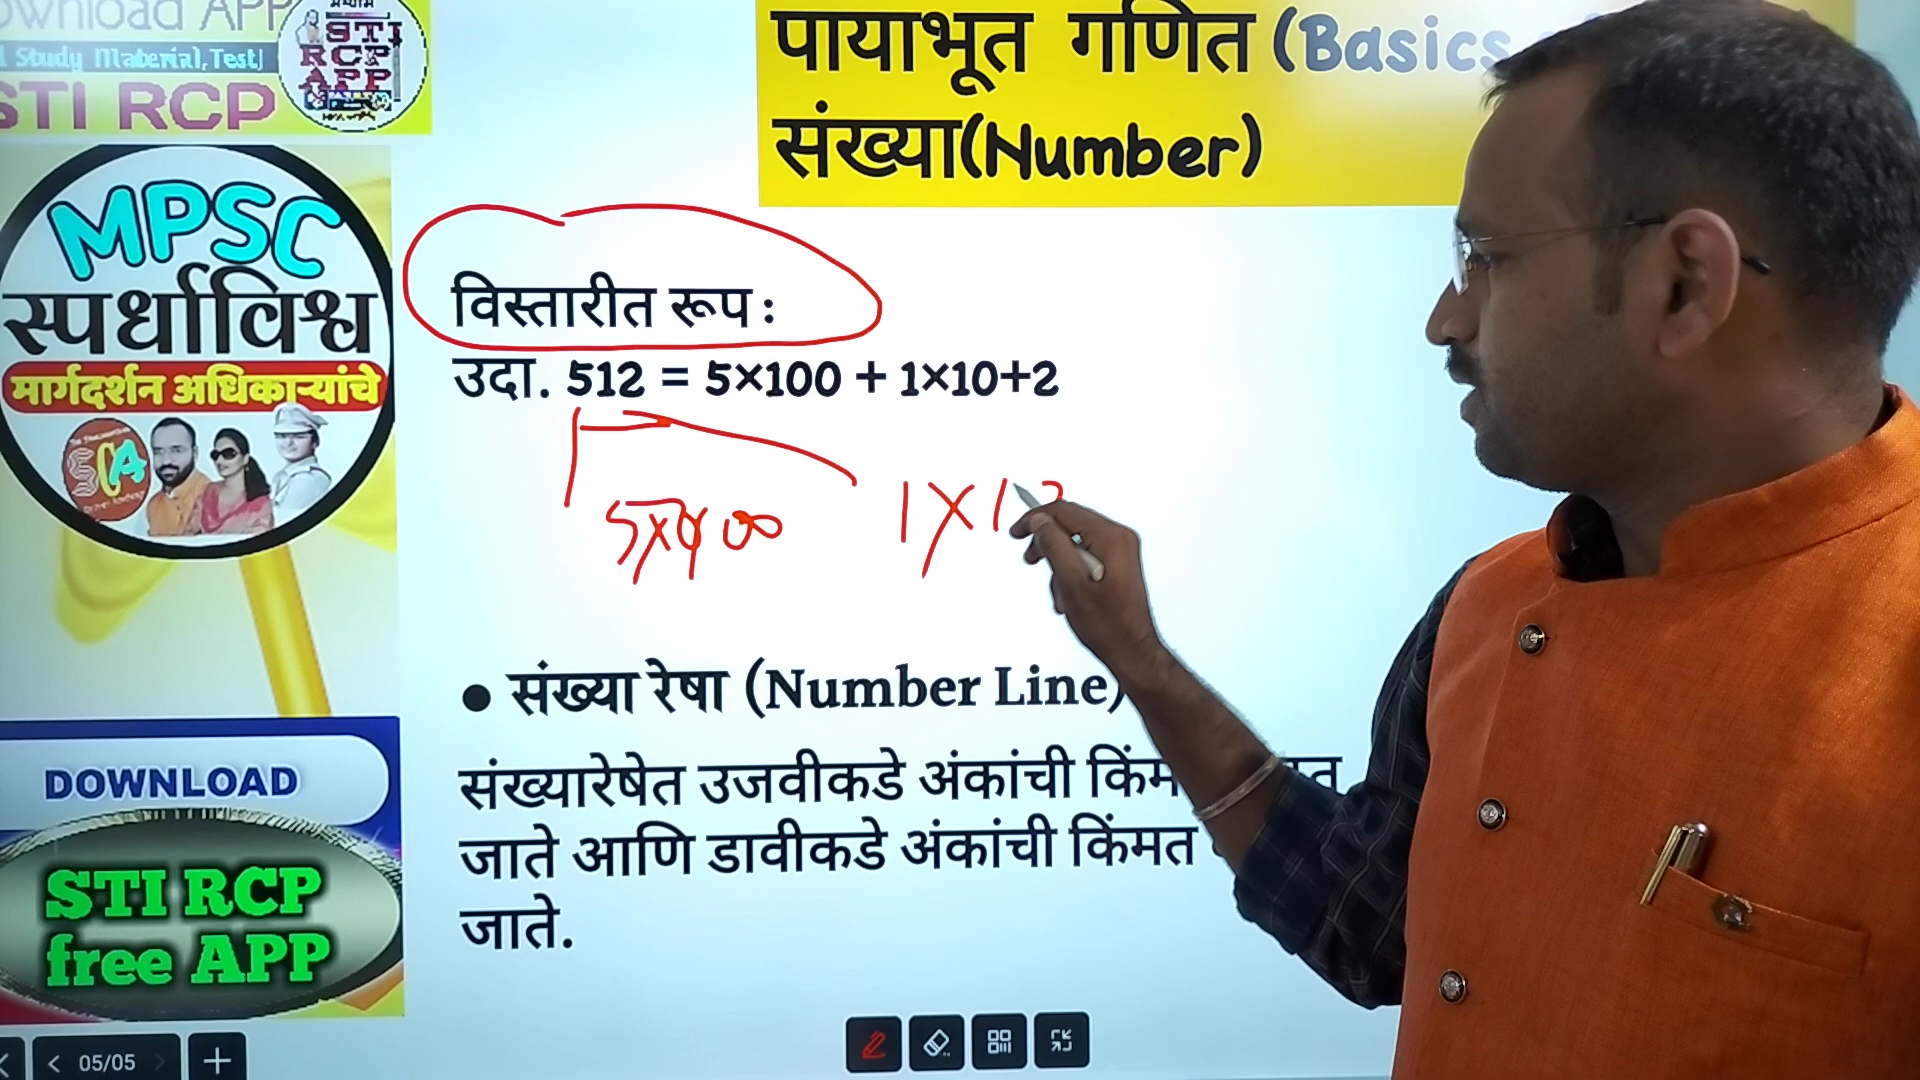 ownload APP
l Study Material,Test)
STI RCP
STI
RCP
APP
MPSC
स्पर्धाविश्व
मार्गदर्शन अधिकाऱ्यांचे
SCA
DOWNLOAD
STI RCP
free APP
05/05
पायाभूत गणित (Basics
संख्या(Number)
विस्तारीत रूप:
उदा. 512 = 5×100 + 1×10+2
5×100 1×1
• संख्या रेषा (Number Line)
संख्यारेषेत उजवीकडे अंकांची किंम त
जाते आणि डावीकडे अंकांची किंमत
जाते.